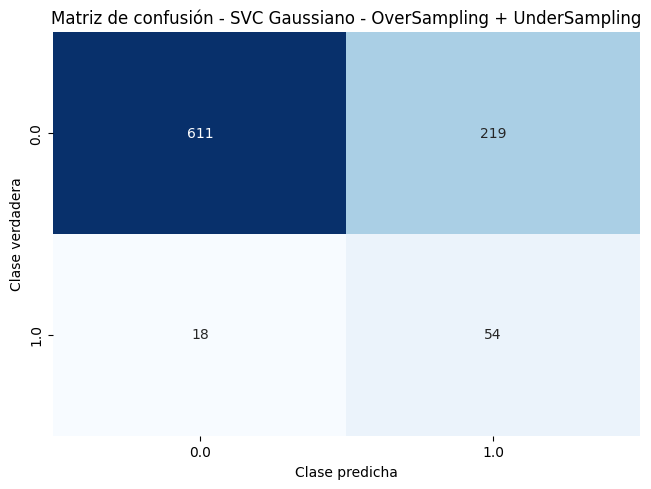 Matriz de confusión - SVC Gaussiano - OverSampling + UnderSampling
0.0
611
219
Clase verdadera
1.0
18
54
0.0
1.0
Clase predicha